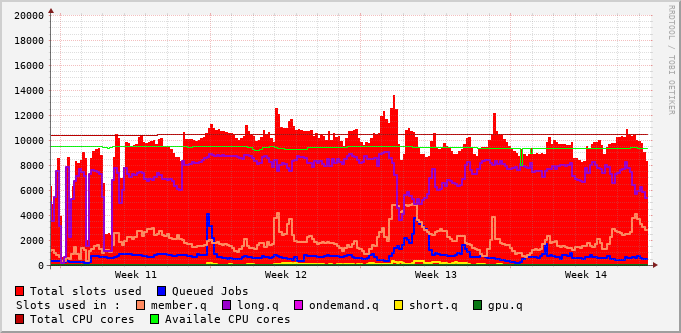 20000
18000
16000
14000
12000
10000
8000
6000
4000
2000
0
Week 11 Week 12 Week 13 Week 14
Total slots used Queued Jobs
Slots used in : member.q long.q ondemand.q short.q gpu.q
Total CPU cores Availale CPU cores
RRDTOOL / TOBI OETIKER